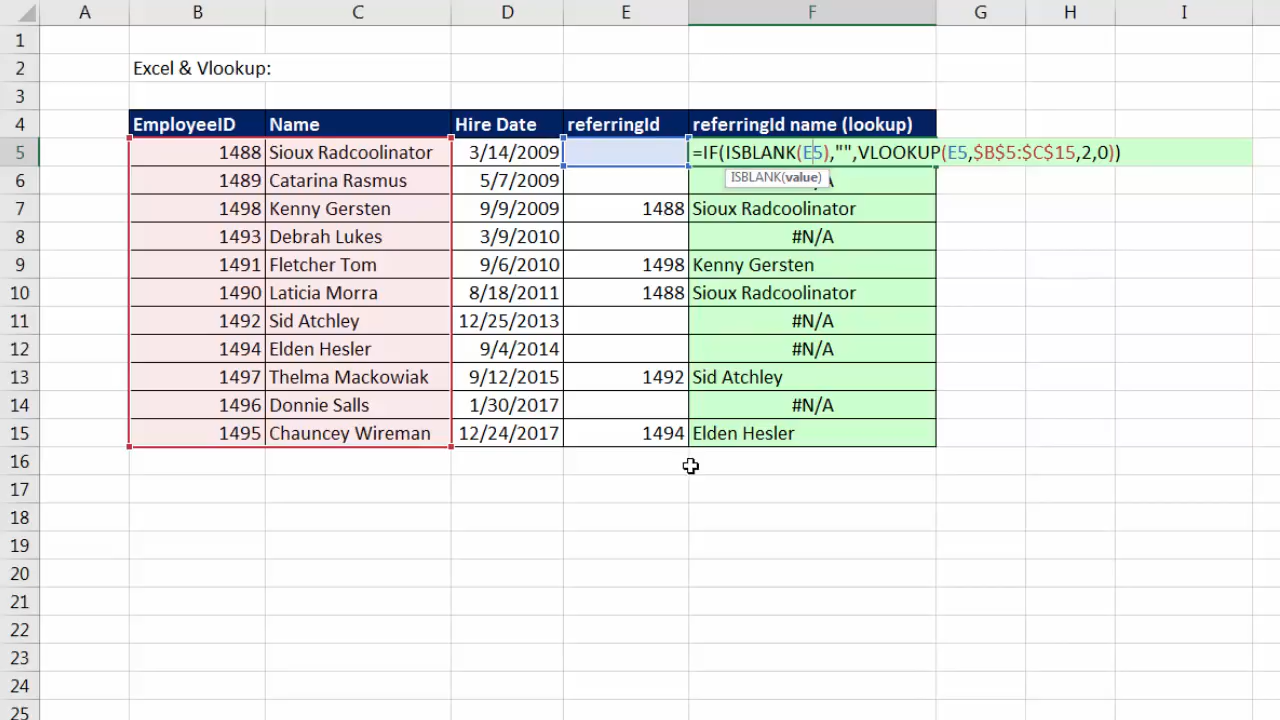 A B C D E F G H I
1
2 Excel & Vlookup:
3
4 EmployeeID Name Hire Date referringId referringId name (lookup)
5 1488 Sioux Radcoolinator 3/14/2009 =IF(ISBLANK(E5),"",VLOOKUP(E5,$B$5:$C$15,2,0))
ISBLANK(value)
6 1489 Catarina Rasmus 5/7/2009
7 1498 Kenny Gersten 9/9/2009 1488 Sioux Radcoolinator
8 1493 Debrah Lukes 3/9/2010 #N/A
9 1491 Fletcher Tom 9/6/2010 1498 Kenny Gersten
10 1490 Laticia Morra 8/18/2011 1488 Sioux Radcoolinator
11 1492 Sid Atchley 12/25/2013 #N/A
12 1494 Elden Hesler 9/4/2014 #N/A
13 1497 Thelma Mackowiak 9/12/2015 1492 Sid Atchley
14 1496 Donnie Salls 1/30/2017 #N/A
15 1495 Chauncey Wireman 12/24/2017 1494 Elden Hesler
16
17
18
19
20
21
22
23
24
25